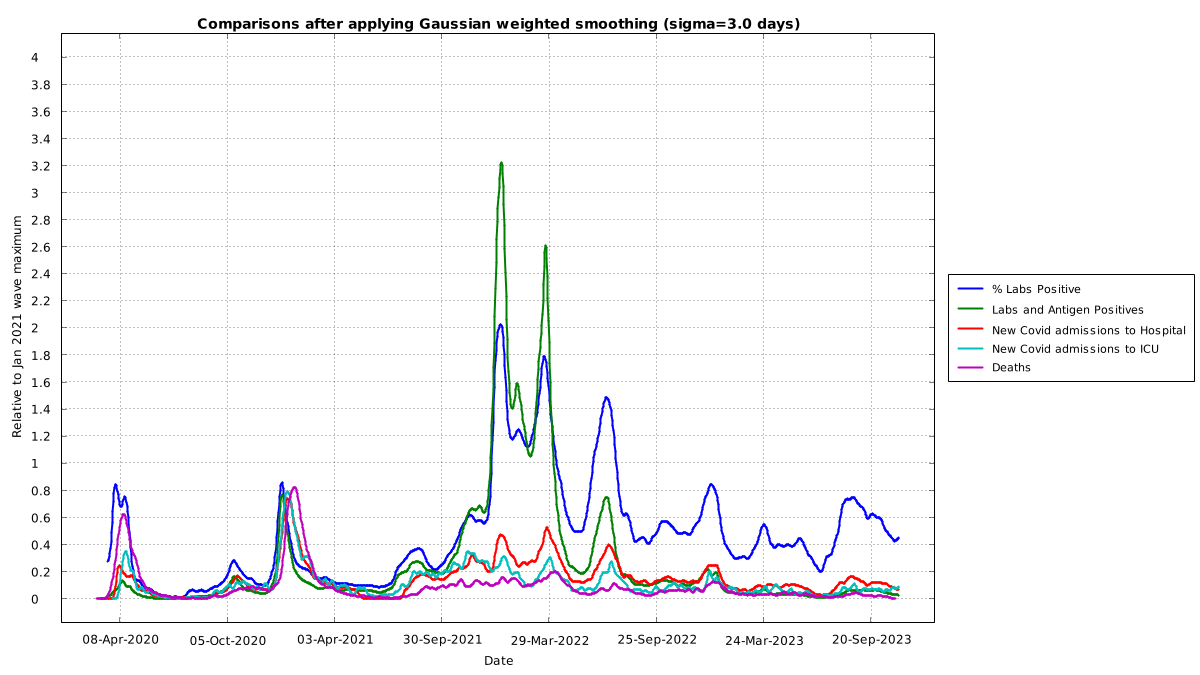 Comparisons after applying Gaussian weighted smoothing (sigma=3.0 days)
Relative to Jan 2021 wave maximum
4
3.8
3.6
3.4
3.2
3
2.8
2.6
2.4
2.2
2
1.8
1.6
1.4
1.2
1
0.8
0.6
0.4
0.2
0
08-Apr-2020 05-Oct-2020 03-Apr-2021 30-Sep-2021 29-Mar-2022 25-Sep-2022 24-Mar-2023 20-Sep-2023
Date
% Labs Positive
Labs and Antigen Positives
New Covid admissions to Hospital
New Covid admissions to ICU
Deaths